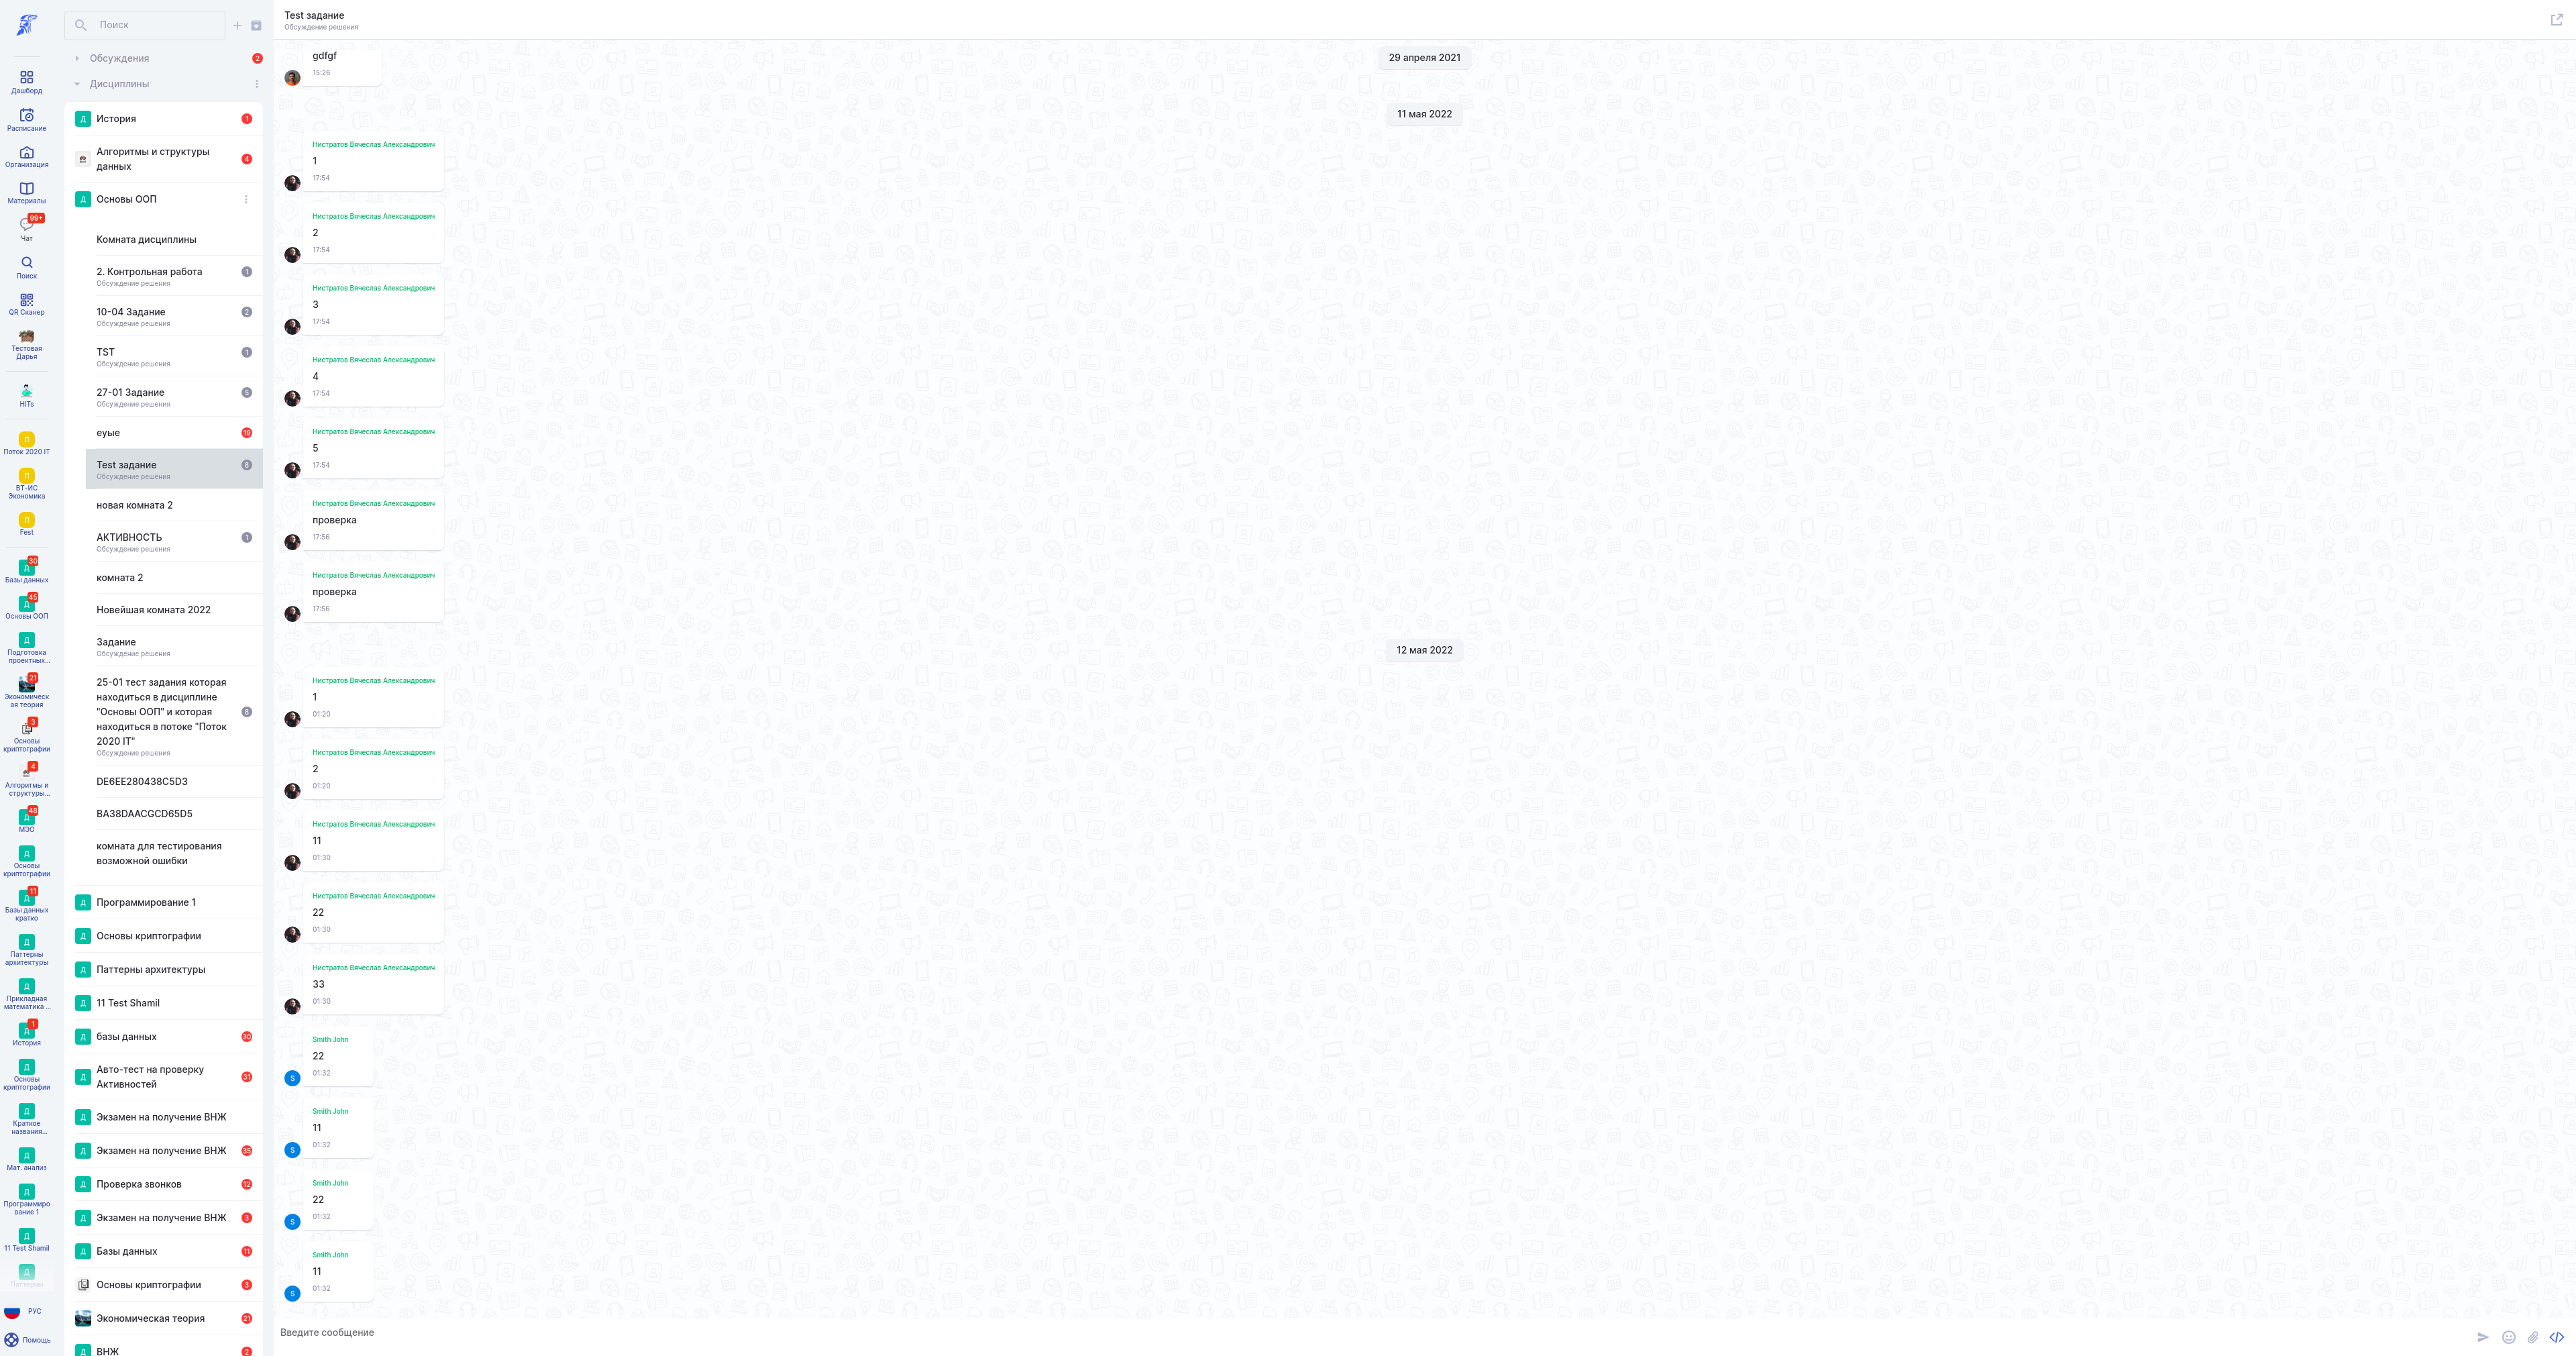 Дашборд
Расписание
Организация
Материалы
99+
Чат
Поиск
QR Сканер
Тестовая
Дарья
HITs
П
Поток 2020 IT
П
ВТ-ИС
Экономика
П
Fest
30
Д
Базы данных
45
Д
Основы ООП
Д
Подготовка
проектных...
21
Экономическ
ая теория
3
Основы
криптографии
4
Алгоритмы и
структуры...
48
Д
МЭО
Д
Основы
криптографии
11
Д
Базы данных
кратко
Д
Паттерны
архитектуры
Д
Прикладная
математика ...
1
Д
История
Д
Основы
криптографии
Д
Краткое
названия...
Д
Мат. анализ
Д
Программиро
вание 1
Д
11 Test Shamil
Д
Паттерны
РУС
Помощь
Поиск
Обсуждения 2
Дисциплины
Д История 1
Алгоритмы и структуры
данных 4
Д Основы ООП
Комната дисциплины
2. Контрольная работа 1
Обсуждение решения
10-04 Задание 2
Обсуждение решения
TST 1
Обсуждение решения
27-01 Задание 5
Обсуждение решения
еуые 19
Test задание 8
Обсуждение решения
новая комната 2
АКТИВНОСТЬ 1
Обсуждение решения
комната 2
Новейшая комната 2022
Задание
Обсуждение решения
25-01 тест задания которая
находиться в дисциплине
"Основы ООП" и которая 8
находиться в потоке "Поток
2020 IT"
Обсуждение решения
DE6EE280438C5D3
BA38DAACGCD65D5
комната для тестирования
возможной ошибки
Д Программирование 1
Д Основы криптографии
Д Паттерны архитектуры
Д 11 Test Shamil
Д базы данных 30
Д Авто-тест на проверку
Активностей 31
Д Экзамен на получение ВНЖ
Д Экзамен на получение ВНЖ 35
Д Проверка звонков 12
Д Экзамен на получение ВНЖ 3
Д Базы данных 11
Основы криптографии 3
Экономическая теория 21
Д ВНЖ 2
Test задание
Обсуждение решения
29 апреля 2021
gdfgf
15:26
11 мая 2022
Нистратов Вячеслав Александрович
1
17:54
Нистратов Вячеслав Александрович
2
17:54
Нистратов Вячеслав Александрович
3
17:54
Нистратов Вячеслав Александрович
4
17:54
Нистратов Вячеслав Александрович
5
17:54
Нистратов Вячеслав Александрович
проверка
17:56
Нистратов Вячеслав Александрович
проверка
17:56
12 мая 2022
Нистратов Вячеслав Александрович
1
01:20
Нистратов Вячеслав Александрович
2
01:20
Нистратов Вячеслав Александрович
11
01:30
Нистратов Вячеслав Александрович
22
01:30
Нистратов Вячеслав Александрович
33
01:30
Smith John
22
01:32
S
Smith John
11
01:32
S
Smith John
22
01:32
S
Smith John
11
01:32
S
Введите сообщение